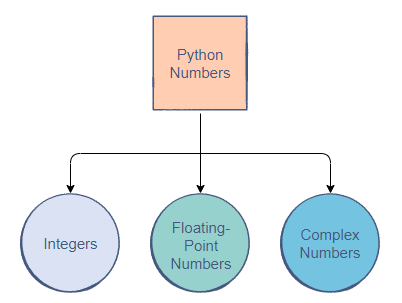 Python
Numbers
Integers
Floating-
Point
Numbers
Complex
Numbers